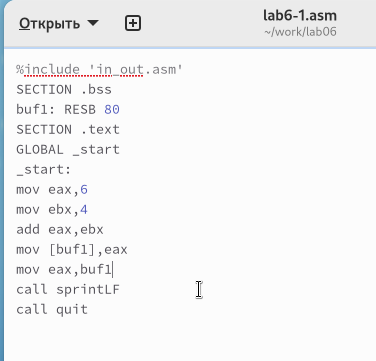 Открыть
lab6-1.asm
~/work/lab06
%include 'in_out.asm'
SECTION .bss
buf1: RESB 80
SECTION .text
GLOBAL _start
_start:
mov eax,6
mov ebx,4
add eax,ebx
mov [buf1],eax
mov eax,buf1
call sprintLF
call quit